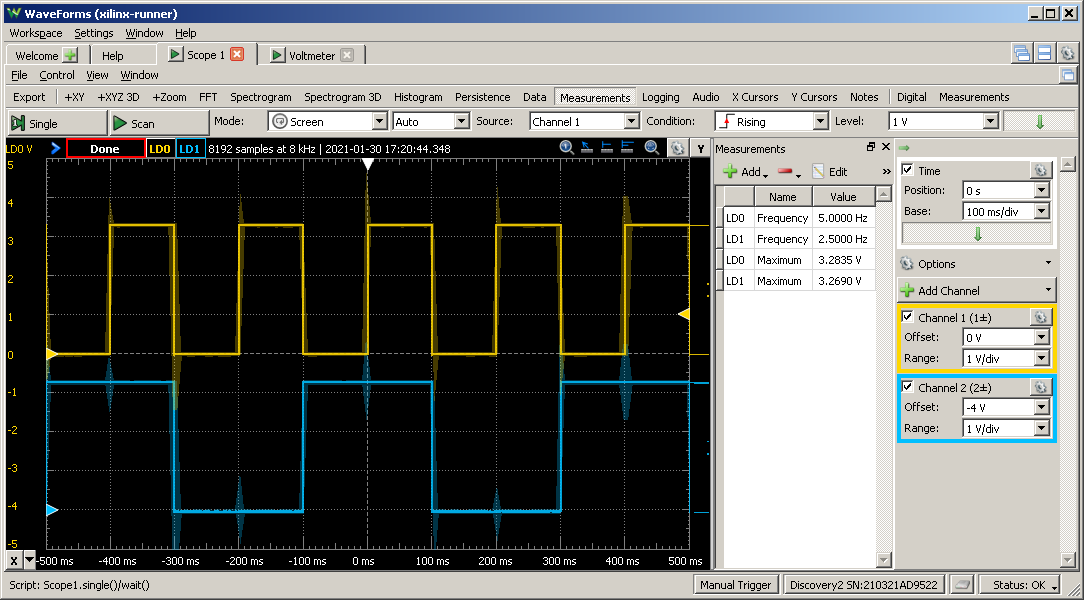 WaveForms (xilinx-runner)
Workspace Settings Window Help
Welcome Help Scope 1 Voltmeter
File Control View Window
Export +XY +XYZ 3D +Zoom FFT Spectrogram Spectrogram 3D Histogram Persistence Data Measurements Logging Audio X Cursors Y Cursors Notes Digital Measurements
Single Scan Mode: Screen Auto Source: Channel 1 Condition: Rising Level: 1 V
LD0 V Done LD0 LD1 8192 samples at 8 kHz | 2021-01-30 17:20:44.348 Y
5
4
3
2
1
0
-1
-2
-3
-4
-5
X -500 ms -400 ms -300 ms -200 ms -100 ms 0 ms 100 ms 200 ms 300 ms 400 ms 500 ms
Measurements
Add Edit »
Name Value
LD0 Frequency 5.0000 Hz
LD1 Frequency 2.5000 Hz
LD0 Maximum 3.2835 V
LD1 Maximum 3.2690 V
Time
Position: 0 s
Base: 100 ms/div
Options
Add Channel
Channel 1 (1±)
Offset: 0 V
Range: 1 V/div
Channel 2 (2±)
Offset: -4 V
Range: 1 V/div
Script: Scope1.single()/wait() Manual Trigger Discovery2 SN:210321AD9522 Status: OK